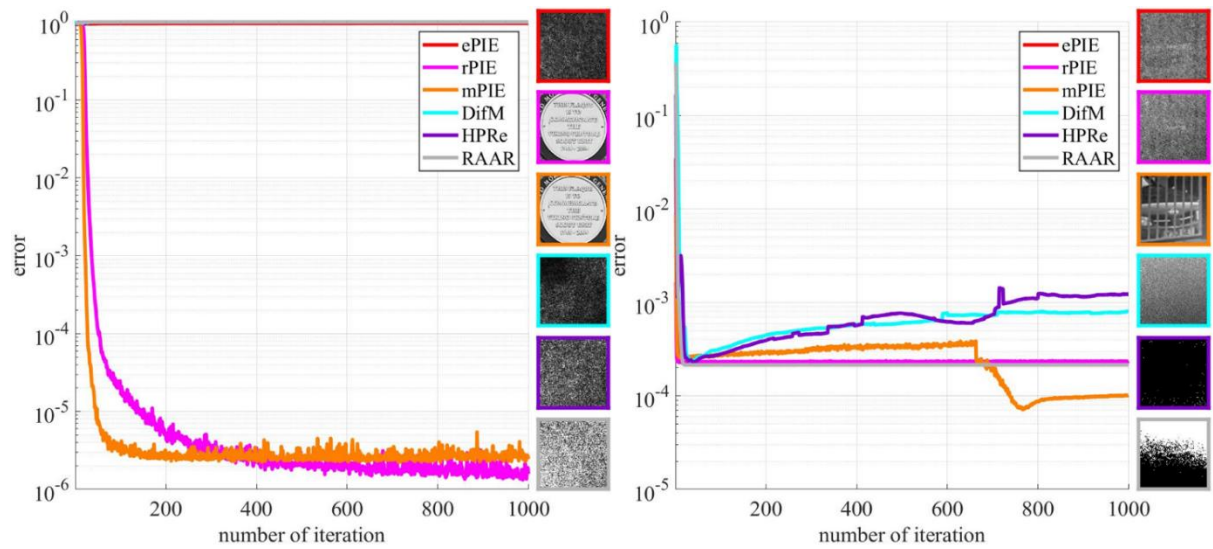 10^0
10^-1
10^-2
10^-3
10^-4
10^-5
10^-6
error
200 400 600 800 1000
number of iteration
ePIE
rPIE
mPIE
DifM
HPRe
RAAR
10^0
10^-1
10^-2
10^-3
10^-4
10^-5
error
200 400 600 800 1000
number of iteration
ePIE
rPIE
mPIE
DifM
HPRe
RAAR